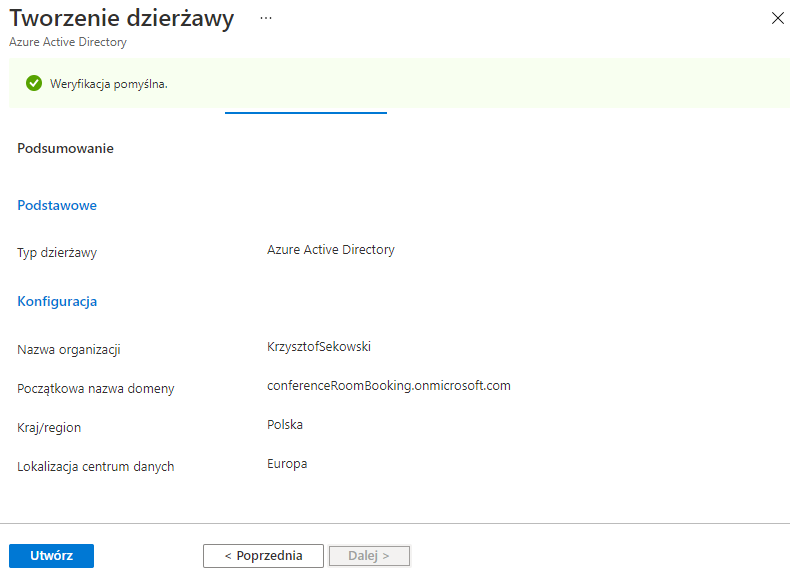 Tworzenie dzierżawy ...
Azure Active Directory
Weryfikacja pomyślna.
Podsumowanie
Podstawowe
Typ dzierżawy Azure Active Directory
Konfiguracja
Nazwa organizacji KrzysztofSekowski
Początkowa nazwa domeny conferenceRoomBooking.onmicrosoft.com
Kraj/region Polska
Lokalizacja centrum danych Europa
Utwórz < Poprzednia Dalej >